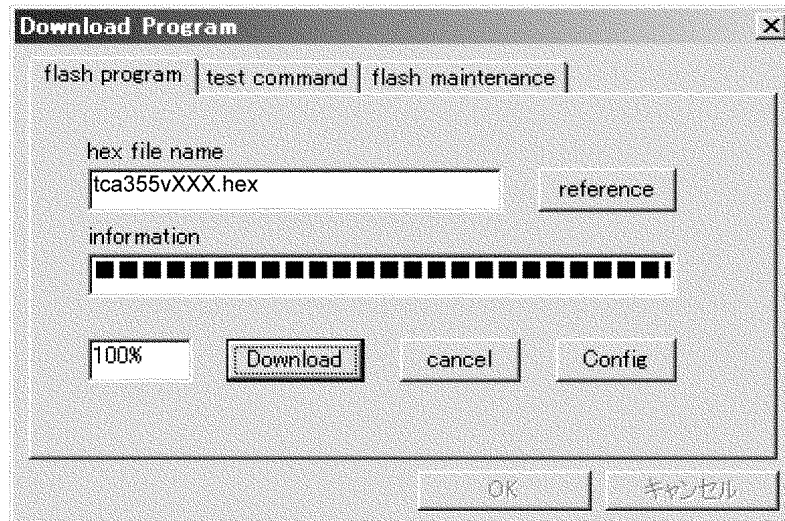 Download Program
flash program test command flash maintenance
hex file name
tca355vXXX.hex reference
information
100% Download cancel Config
OK キャンセル